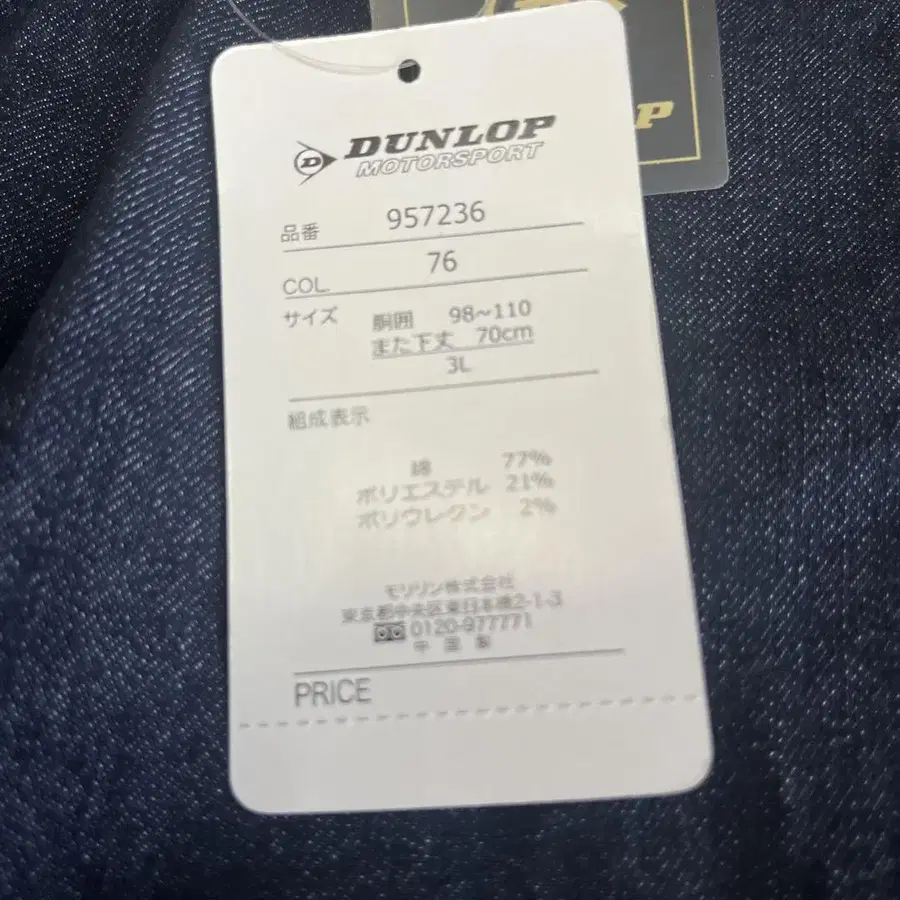 DUNLOP
MOTORSPORT
品番 957236
COL. 76
サイズ 胴囲 98~110
また下丈 70cm
3L
組成表示
綿 77%
ポリエステル 21%
ポリウレタン 2%
モリリン株式会社
東京都中央区東日本橋2-1-3
0120-977771
中国製
PRICE
P